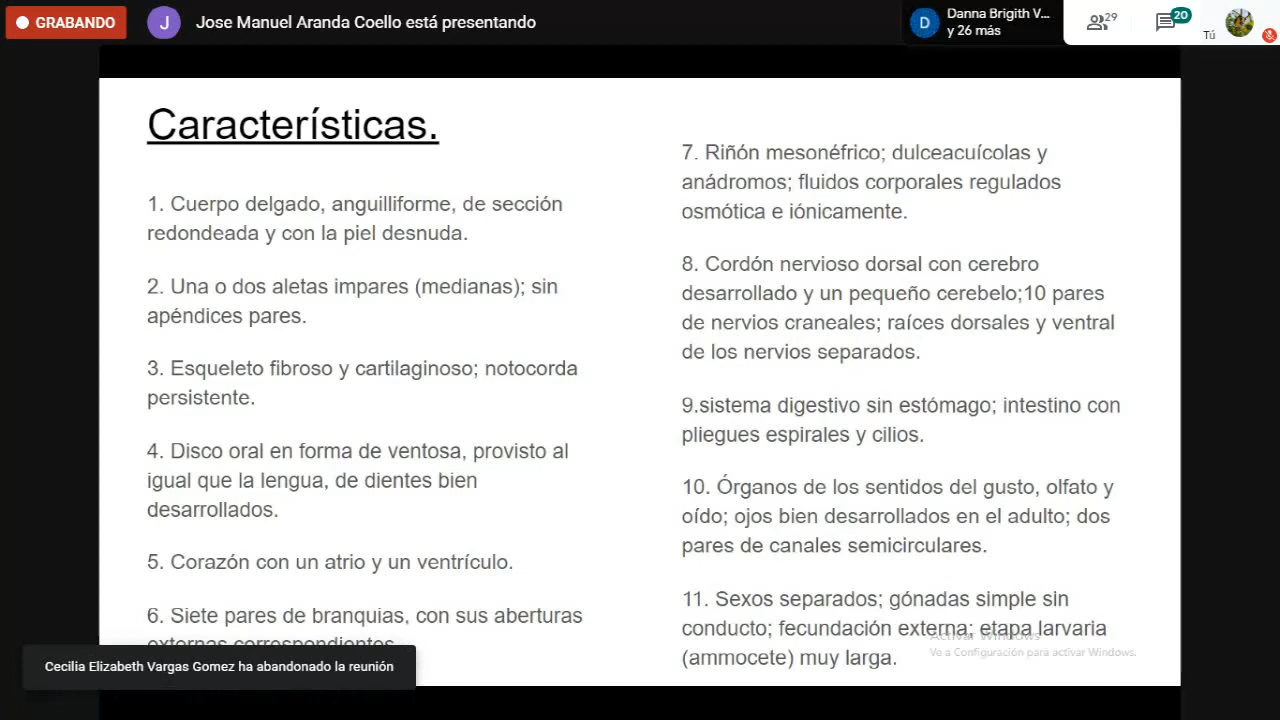 GRABANDO
J
Jose Manuel Aranda Coello está presentando
D
Danna Brigith V...
y 26 más
29
20
Tú
Características.
1. Cuerpo delgado, anguilliforme, de sección
redondeada y con la piel desnuda.
2. Una o dos aletas impares (medianas); sin
apéndices pares.
3. Esqueleto fibroso y cartilaginoso; notocorda
persistente.
4. Disco oral en forma de ventosa, provisto al
igual que la lengua, de dientes bien
desarrollados.
5. Corazón con un atrio y un ventrículo.
6. Siete pares de branquias, con sus aberturas
externas correspondientes.
7. Riñón mesonéfrico; dulceacuícolas y
anádromos; fluidos corporales regulados
osmótica e iónicamente.
8. Cordón nervioso dorsal con cerebro
desarrollado y un pequeño cerebelo;10 pares
de nervios craneales; raíces dorsales y ventral
de los nervios separados.
9.sistema digestivo sin estómago; intestino con
pliegues espirales y cilios.
10. Órganos de los sentidos del gusto, olfato y
oído; ojos bien desarrollados en el adulto; dos
pares de canales semicirculares.
11. Sexos separados; gónadas simple sin
conducto; fecundación externa; etapa larvaria
(ammocete) muy larga.
Activar Windows
Ve a Configuración para activar Windows.
Cecilia Elizabeth Vargas Gomez ha abandonado la reunión